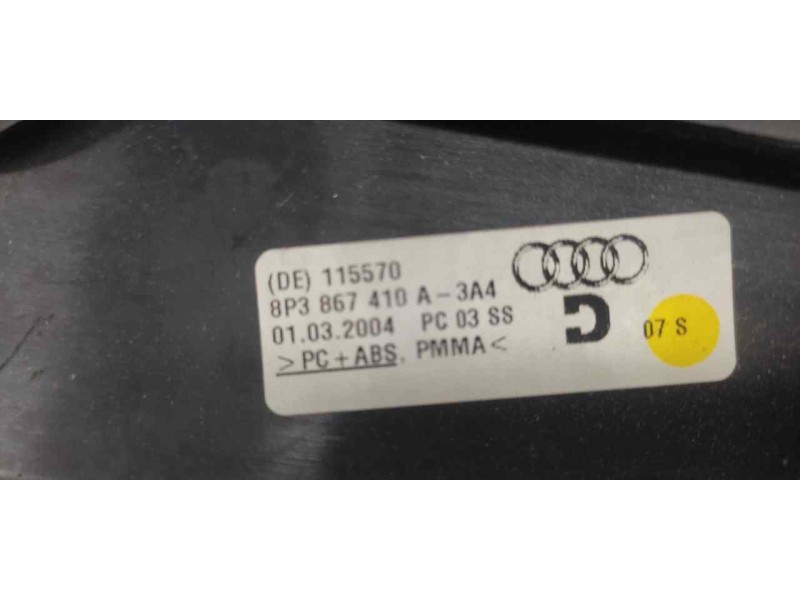 (DE) 115570
8P3 867 410 A-3A4
01.03.2004 PC 03 SS
>PC+ABS, PMMA<
07 S